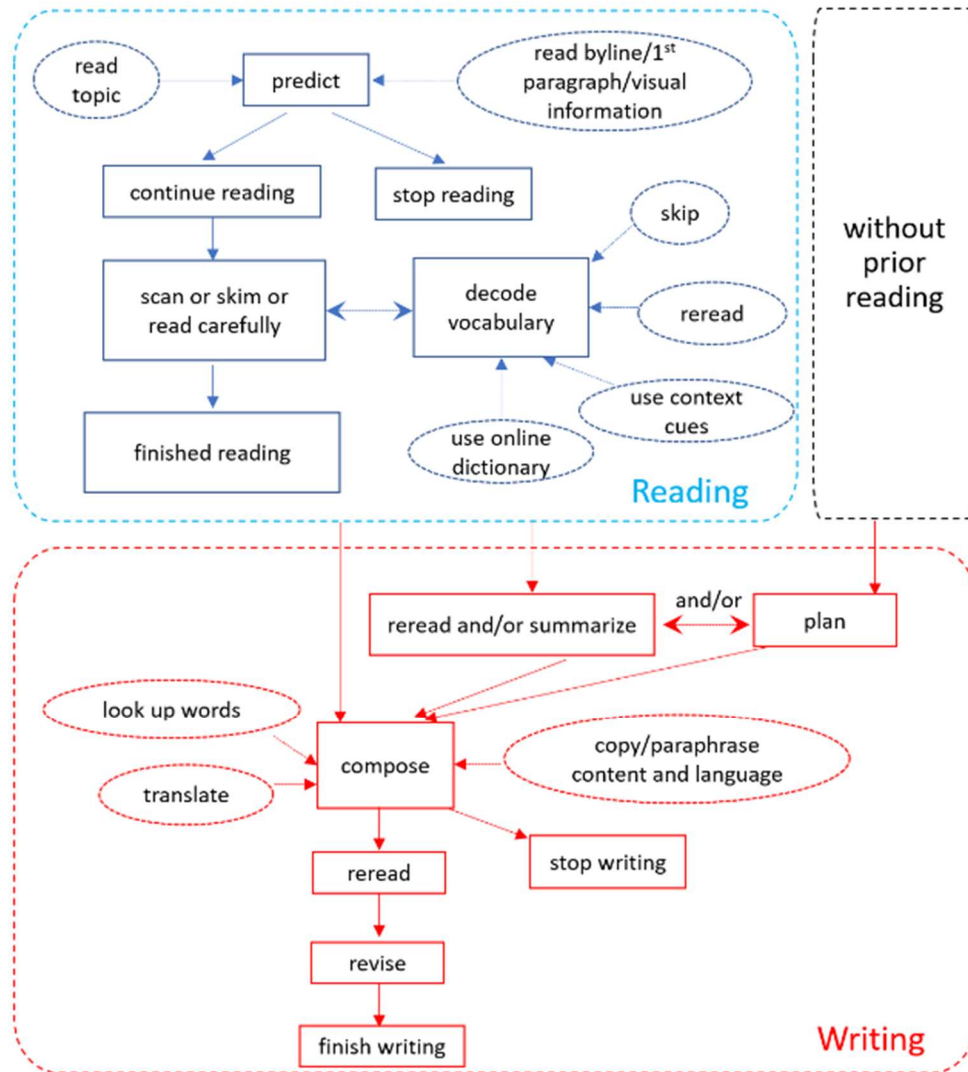 read
topic
predict
read byline/1st
paragraph/visual
information
continue reading
stop reading
skip
scan or skim or
read carefully
decode
vocabulary
reread
use context
cues
use online
dictionary
finished reading
Reading
without
prior
reading
reread and/or summarize
and/or
plan
look up words
compose
copy/paraphrase
content and language
translate
stop writing
reread
revise
finish writing
Writing